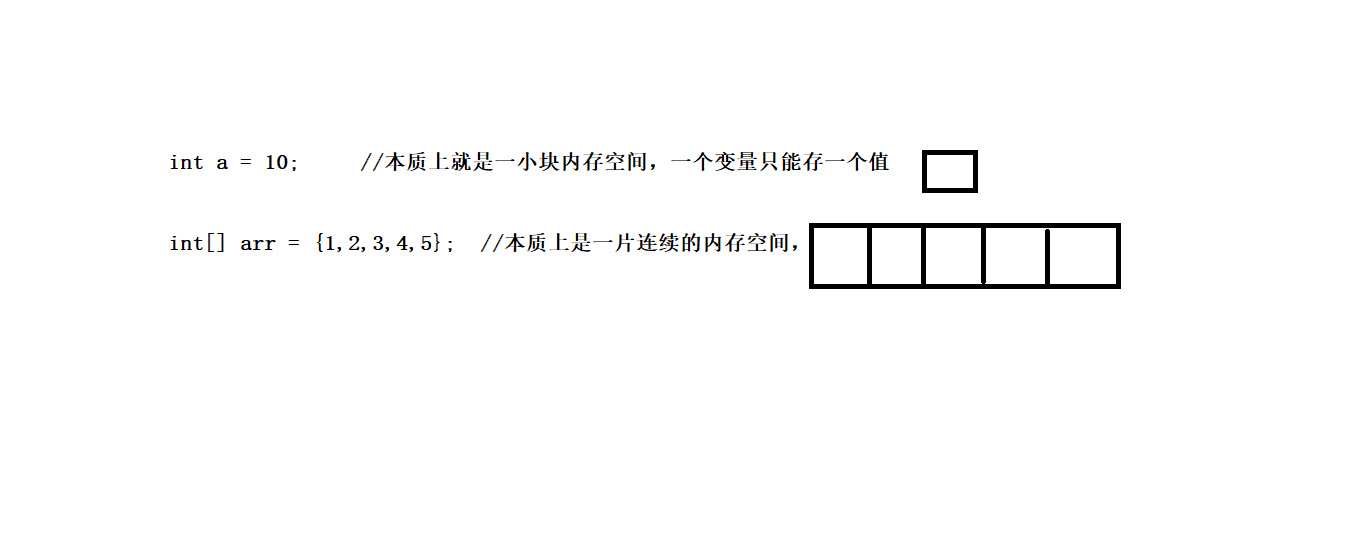 int a = 10;     //本质上就是一小块内存空间，一个变量只能存一个值
int[] arr = {1,2,3,4,5};  //本质上是一片连续的内存空间，